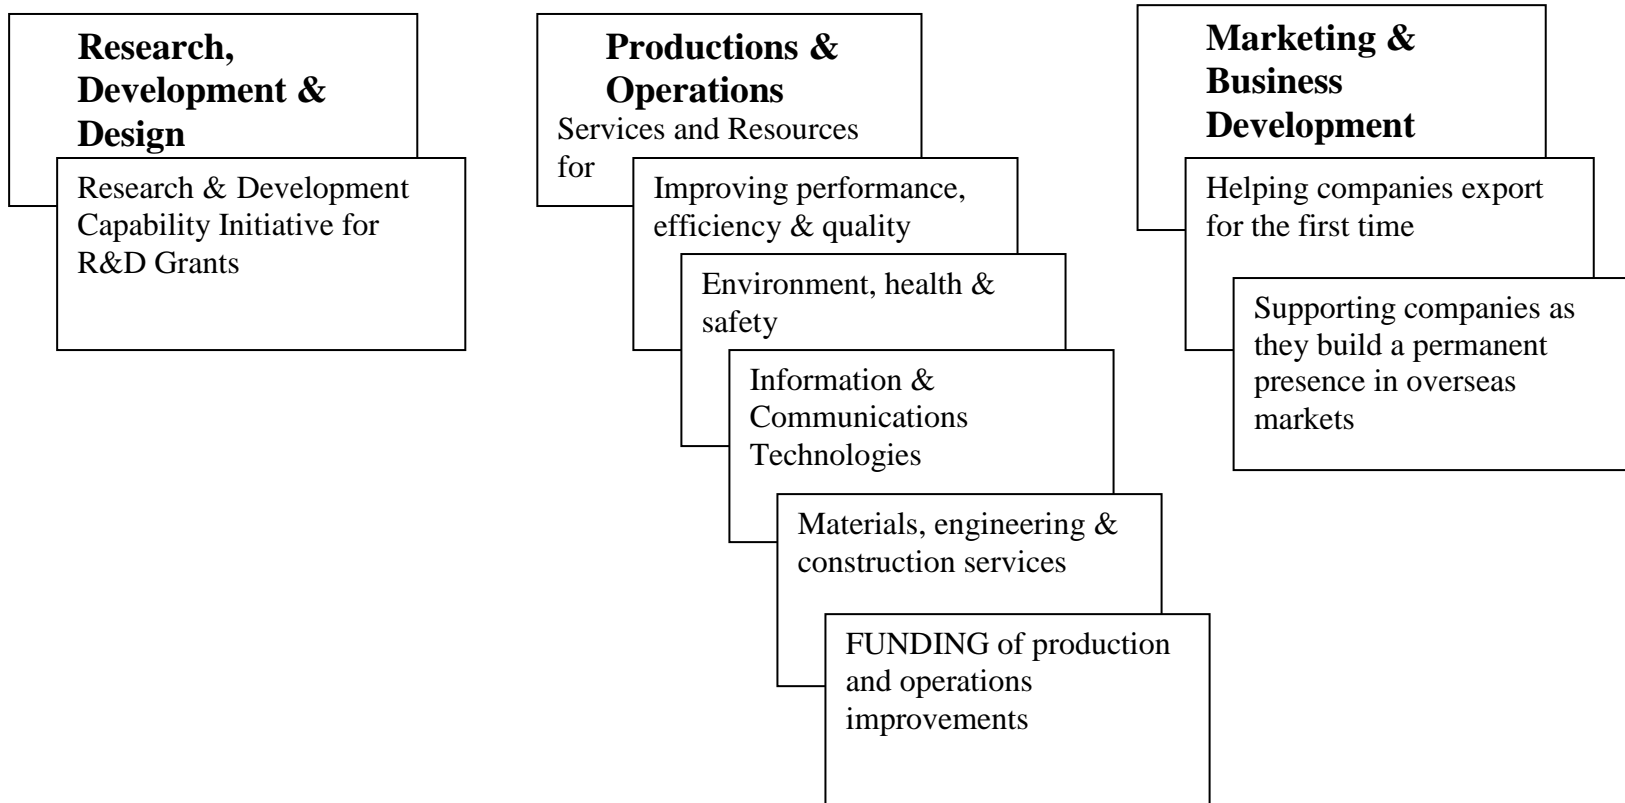 Research,
Development &
Design
Research & Development
Capability Initiative for
R&D Grants
Productions &
Operations
Services and Resources
for
Improving performance,
efficiency & quality
Environment, health &
safety
Information &
Communications
Technologies
Materials, engineering &
construction services
FUNDING of production
and operations
improvements
Marketing &
Business
Development
Helping companies export
for the first time
Supporting companies as
they build a permanent
presence in overseas
markets